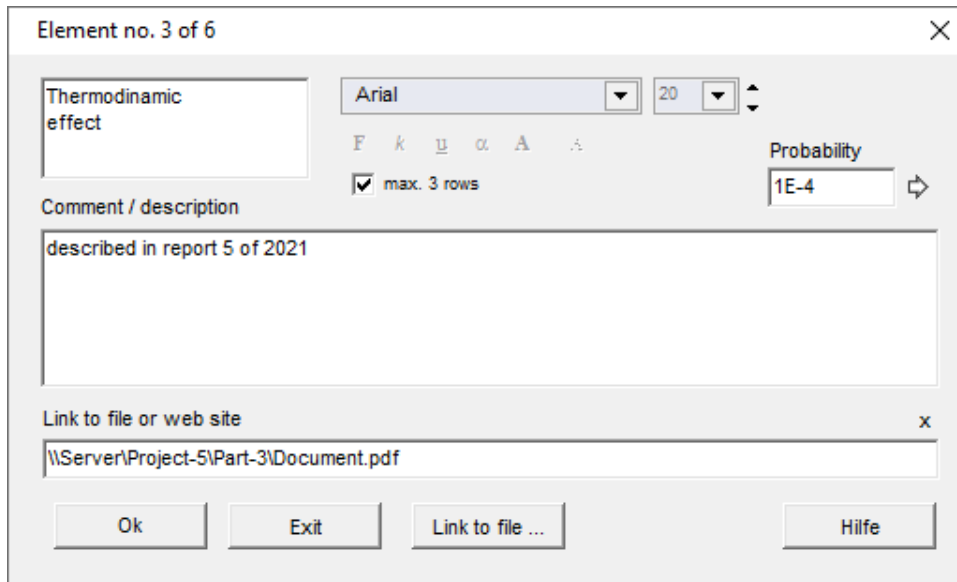 Element no. 3 of 6
Thermodinamic
effect
Arial
20
F k u α A A
max. 3 rows
Probability
1E-4
Comment / description
described in report 5 of 2021
Link to file or web site
x
\\Server\Project-5\Part-3\Document.pdf
Ok
Exit
Link to file ...
Hilfe